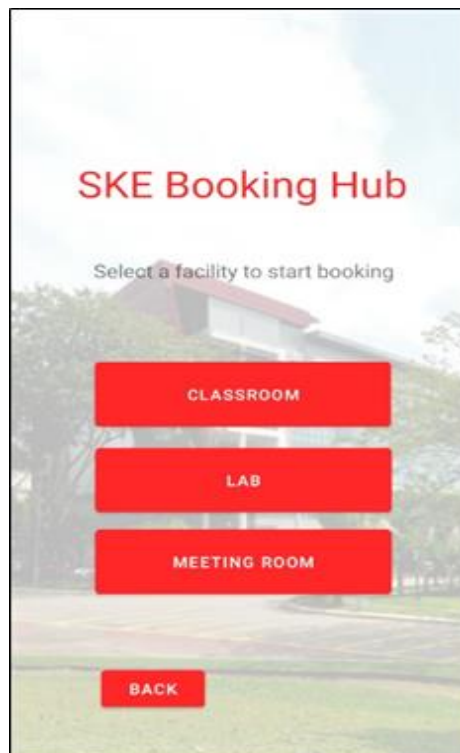 SKE Booking Hub
Select a facility to start booking
CLASSROOM
LAB
MEETING ROOM
BACK